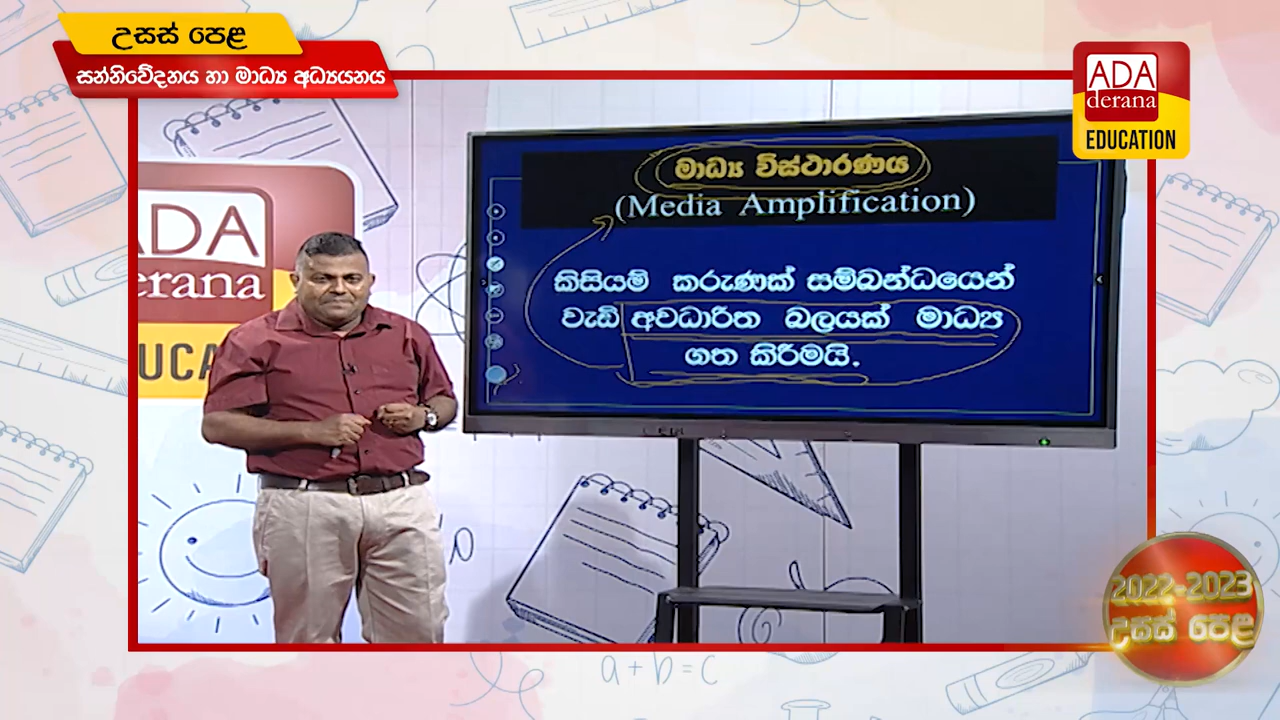 උසස් පෙළ
සන්නිවේදනය හා මාධ්‍ය අධ්‍යයනය
ADA
derana
EDUCATION
මාධ්‍ය විස්ථාරණය
(Media Amplification)
කිසියම් කරුණක් සම්බන්ධයෙන්
වැඩි අවධාරිත බලයක් මාධ්‍ය
ගත කිරීමයි.
ADA
derana
EDUCA
2022-2023
උසස් පෙළ
a+b=c